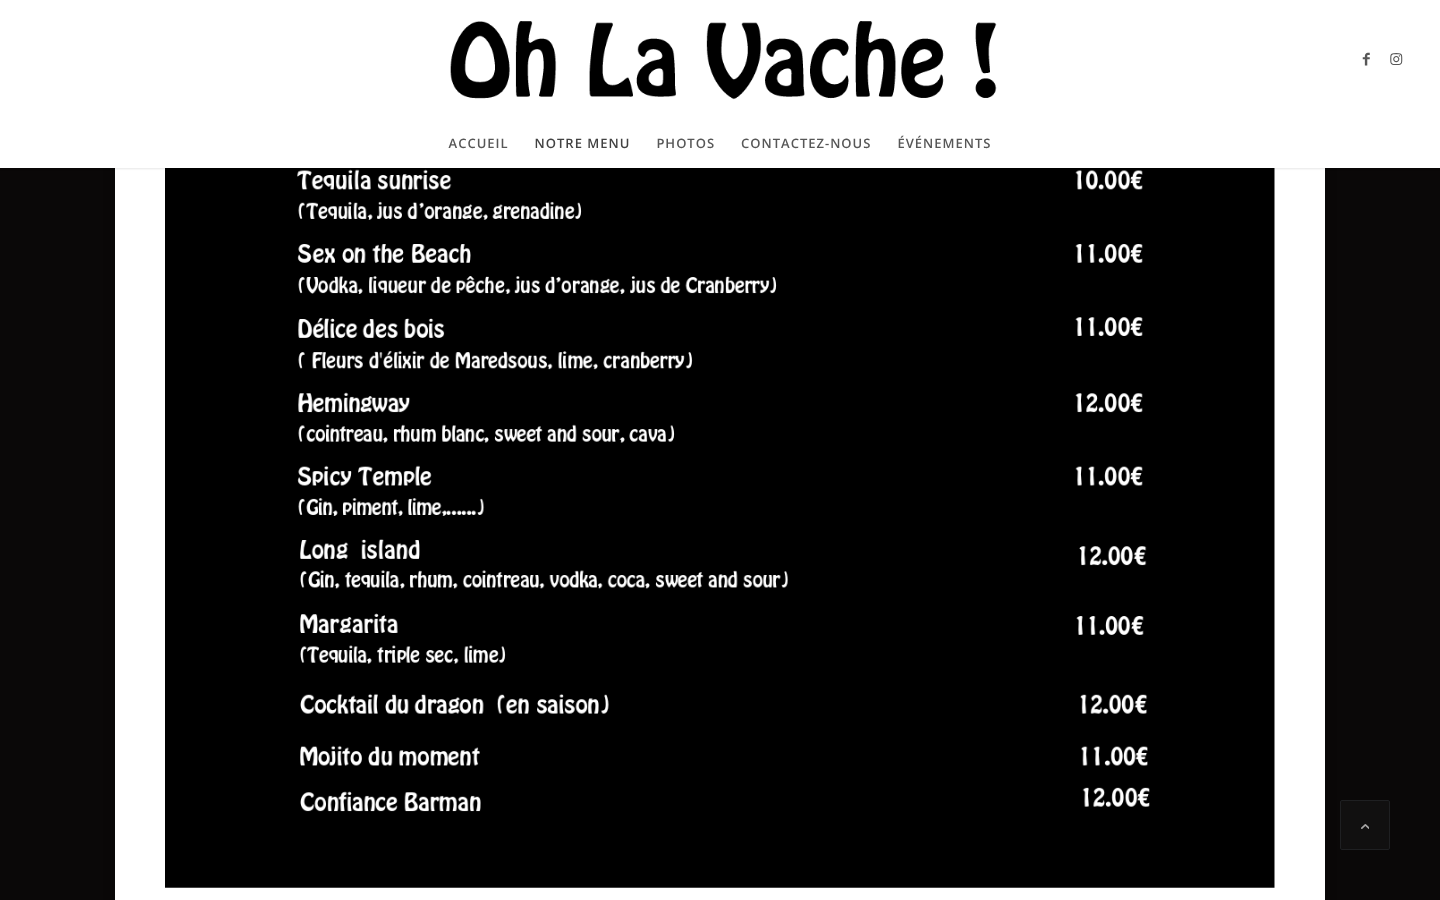 Oh La Vache !
ACCUEIL NOTRE MENU PHOTOS CONTACTEZ-NOUS ÉVÉNEMENTS
Tequila sunrise 10.00€
(Tequila, jus d’orange, grenadine)
Sex on the Beach 11.00€
(Vodka, liqueur de pêche, jus d’orange, jus de Cranberry)
Délice des bois 11.00€
( Fleurs d'élixir de Maredsous, lime, cranberry)
Hemingway 12.00€
(cointreau, rhum blanc, sweet and sour, cava)
Spicy Temple 11.00€
(Gin, piment, lime,......)
Long island 12.00€
(Gin, tequila, rhum, cointreau, vodka, coca, sweet and sour)
Margarita 11.00€
(Tequila, triple sec, lime)
Cocktail du dragon (en saison) 12.00€
Mojito du moment 11.00€
Confiance Barman 12.00€